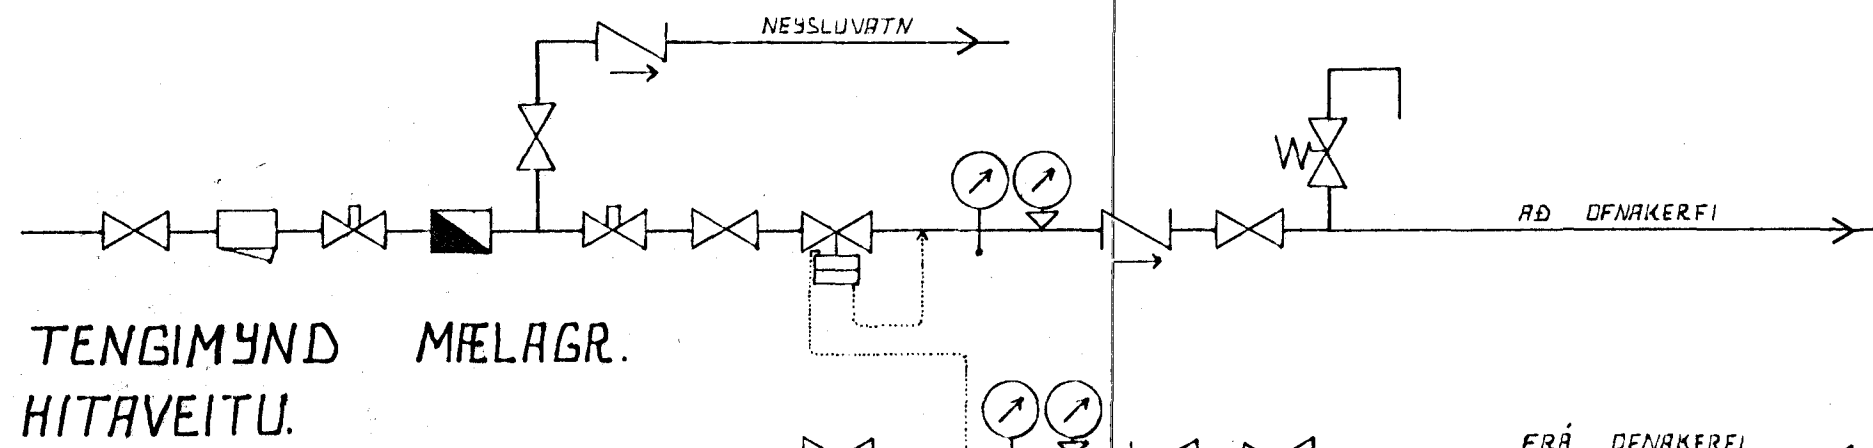 NEYSLUVATN
AÐ OFNAKERFI
TENGIMYND MÆLAGR.
HITAVEITU.
FRÁ OFNAKERFI